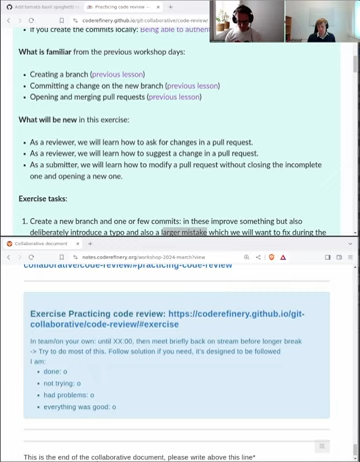 Practicing code review
coderefinery.github.io/git-collaborative/code-review/
If you create the commits locally: Being able to authen
What is familiar from the previous workshop days:
Creating a branch (previous lesson)
Committing a change on the new branch (previous lesson)
Opening and merging pull requests (previous lesson)
What will be new in this exercise:
As a reviewer, we will learn how to ask for changes in a pull request.
As a reviewer, we will learn how to suggest a change in a pull request.
As a submitter, we will learn how to modify a pull request without closing the incomplete
one and opening a new one.
Exercise tasks:
1. Create a new branch and one or few commits: in these improve something but also
deliberately introduce a typo and also a larger mistake which we will want to fix during the
Collaborative document
notes.coderefinery.org/workshop-2024-march?view
collaborative/code-review/#practicing-code-review
Exercise Practicing code review: https://coderefinery.github.io/git-
collaborative/code-review/#exercise
In team/on your own: until XX:00, then meet briefly back on stream before longer break
-> Try to do most of this. Follow solution if you need, it's designed to be followed
I am:
done: o
not trying: o
had problems: o
everything was good: o
This is the end of the collaborative document, please write above this line*